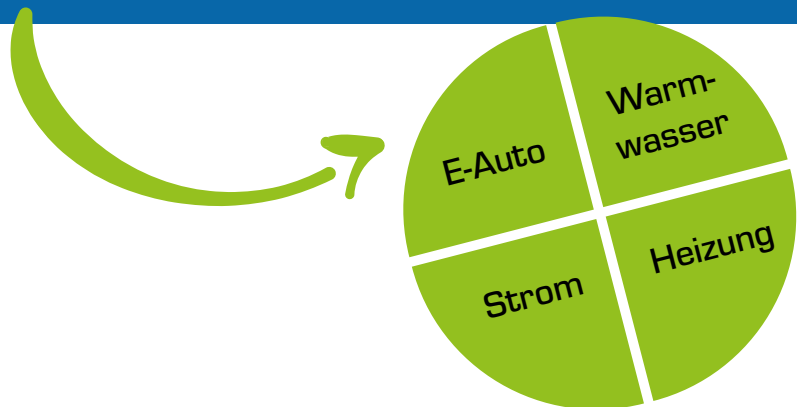 E-Auto
Warm-
wasser
Strom
Heizung